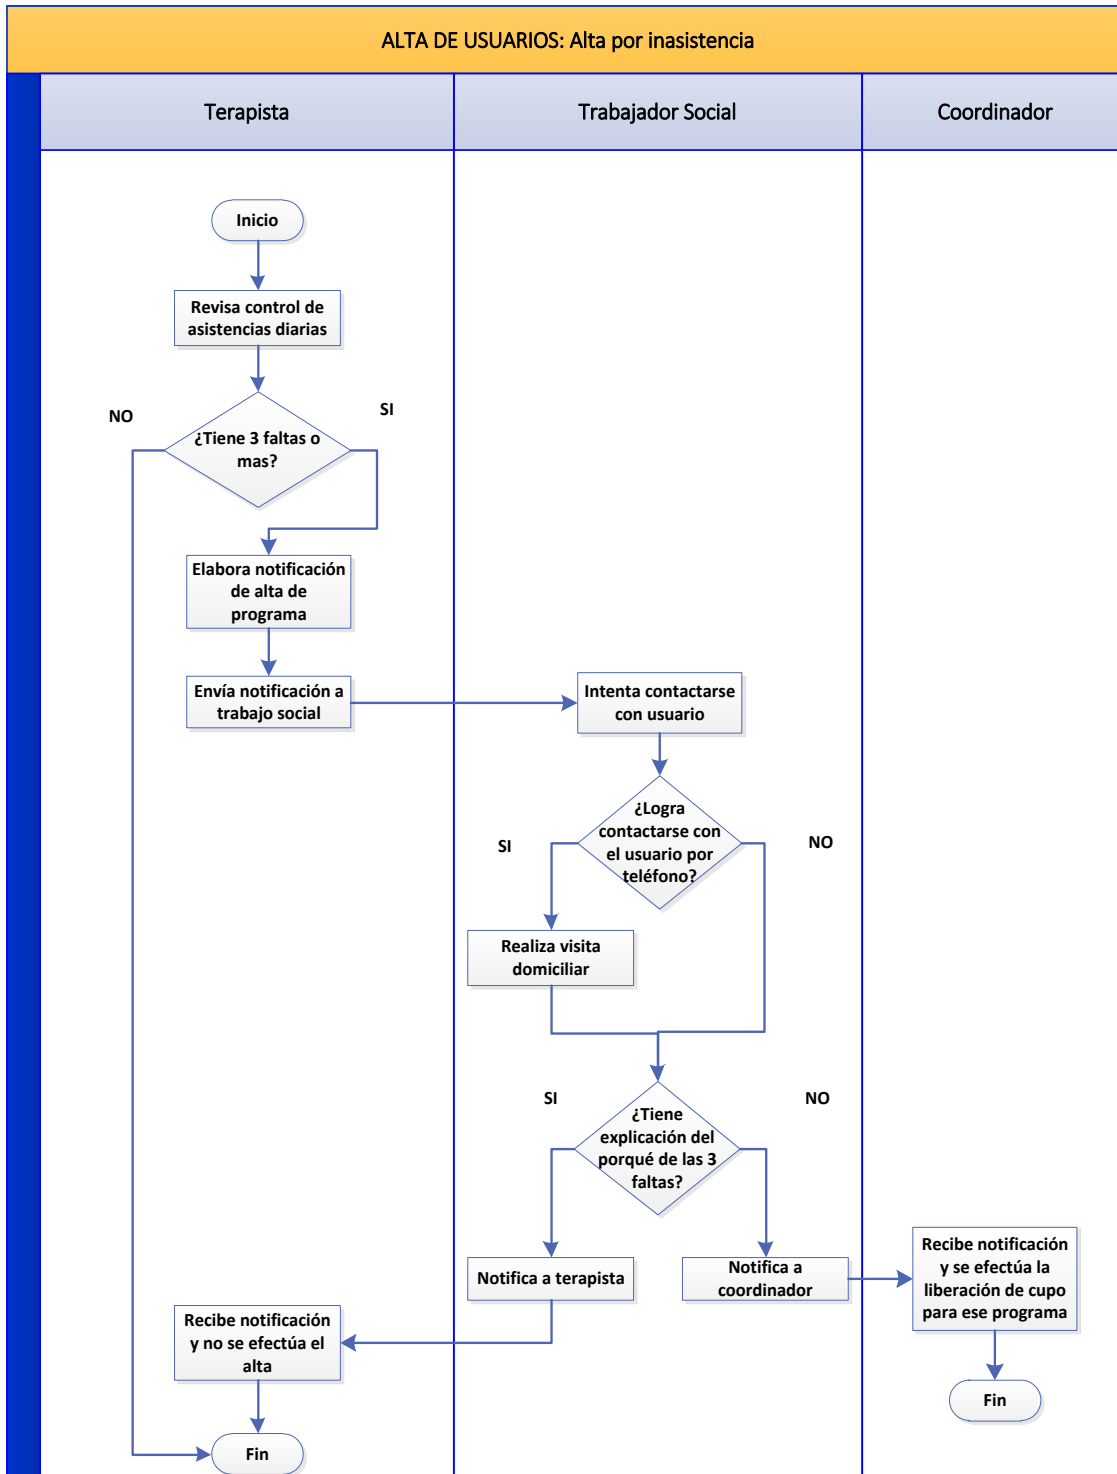 ALTA DE USUARIOS: Alta por inasistencia
Terapista
Trabajador Social
Coordinador
Inicio
Revisa control de
asistencias diarias
NO
SI
¿Tiene 3 faltas o
mas?
Elabora notificación
de alta de
programa
Envía notificación a
trabajo social
Intenta contactarse
con usuario
¿Logra
contactarse con
el usuario por
teléfono?
SI
NO
Realiza visita
domiciliar
SI
NO
¿Tiene
explicación del
porqué de las 3
faltas?
Notifica a terapista
Notifica a
coordinador
Recibe notificación
y se efectúa la
liberación de cupo
para ese programa
Recibe notificación
y no se efectúa el
alta
Fin
Fin